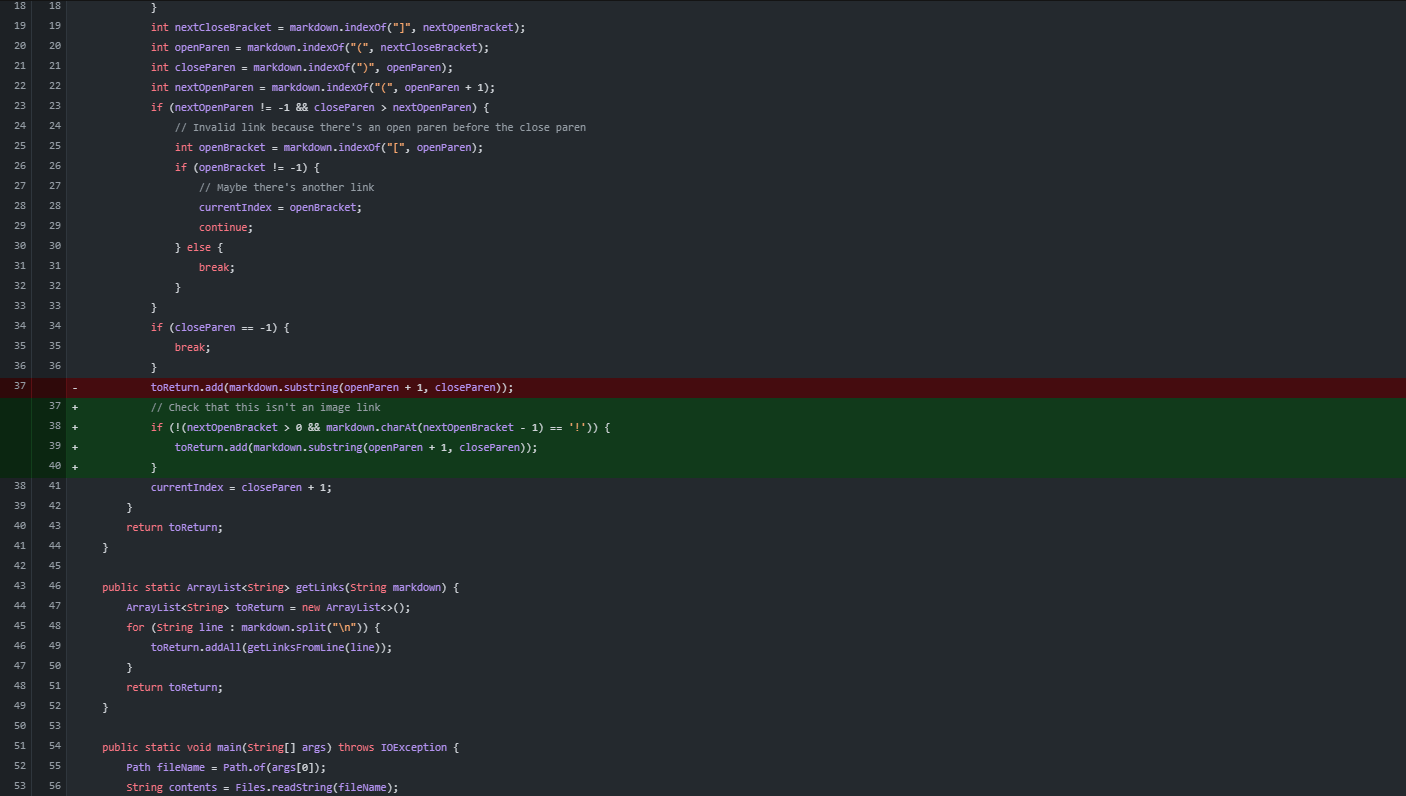 18 18 }
19 19 int nextCloseBracket = markdown.indexOf("]", nextOpenBracket);
20 20 int openParen = markdown.indexOf("(", nextCloseBracket);
21 21 int closeParen = markdown.indexOf(")", openParen);
22 22 int nextOpenParen = markdown.indexOf("(", openParen + 1);
23 23 if (nextOpenParen != -1 && closeParen > nextOpenParen) {
24 24 // Invalid link because there's an open paren before the close paren
25 25 int openBracket = markdown.indexOf("[", openParen);
26 26 if (openBracket != -1) {
27 27 // Maybe there's another link
28 28 currentIndex = openBracket;
29 29 continue;
30 30 } else {
31 31 break;
32 32 }
33 33 }
34 34 if (closeParen == -1) {
35 35 break;
36 36 }
37 - toReturn.add(markdown.substring(openParen + 1, closeParen));
37 + // Check that this isn't an image link
38 + if (!(nextOpenBracket > 0 && markdown.charAt(nextOpenBracket - 1) == '!')) {
39 + toReturn.add(markdown.substring(openParen + 1, closeParen));
40 + }
38 41 currentIndex = closeParen + 1;
39 42 }
40 43 return toReturn;
41 44 }
42 45
43 46 public static ArrayList<String> getLinks(String markdown) {
44 47 ArrayList<String> toReturn = new ArrayList<>();
45 48 for (String line : markdown.split("\n")) {
46 49 toReturn.addAll(getLinksFromLine(line));
47 50 }
48 51 return toReturn;
49 52 }
50 53
51 54 public static void main(String[] args) throws IOException {
52 55 Path fileName = Path.of(args[0]);
53 56 String contents = Files.readString(fileName);